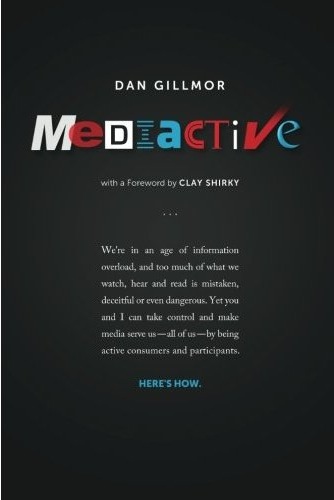 DAN GILLMOR
MeDIacTive
with a Foreword by CLAY SHIRKY
...
We're in an age of information
overload, and too much of what we
watch, hear and read is mistaken,
deceitful or even dangerous. Yet you
and I can take control and make
media serve us—all of us—by being
active consumers and participants.
HERE'S HOW.